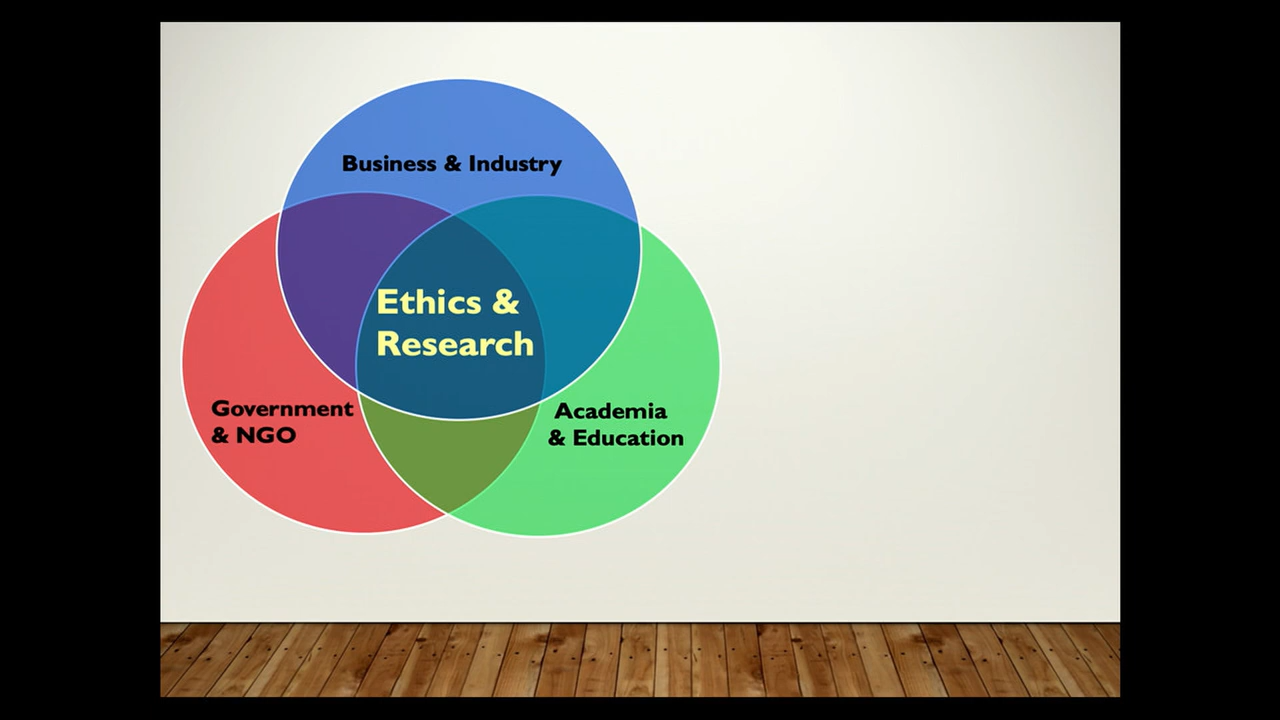 Business & Industry
Ethics &
Research
Government
& NGO
Academia
& Education